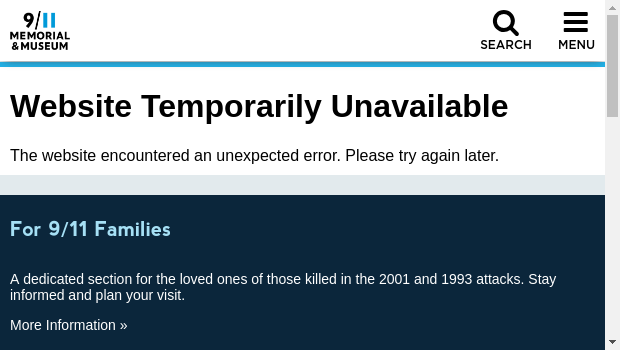 9/11
MEMORIAL
& MUSEUM
SEARCH
MENU
Website Temporarily Unavailable
The website encountered an unexpected error. Please try again later.
For 9/11 Families
A dedicated section for the loved ones of those killed in the 2001 and 1993 attacks. Stay
informed and plan your visit.
More Information »